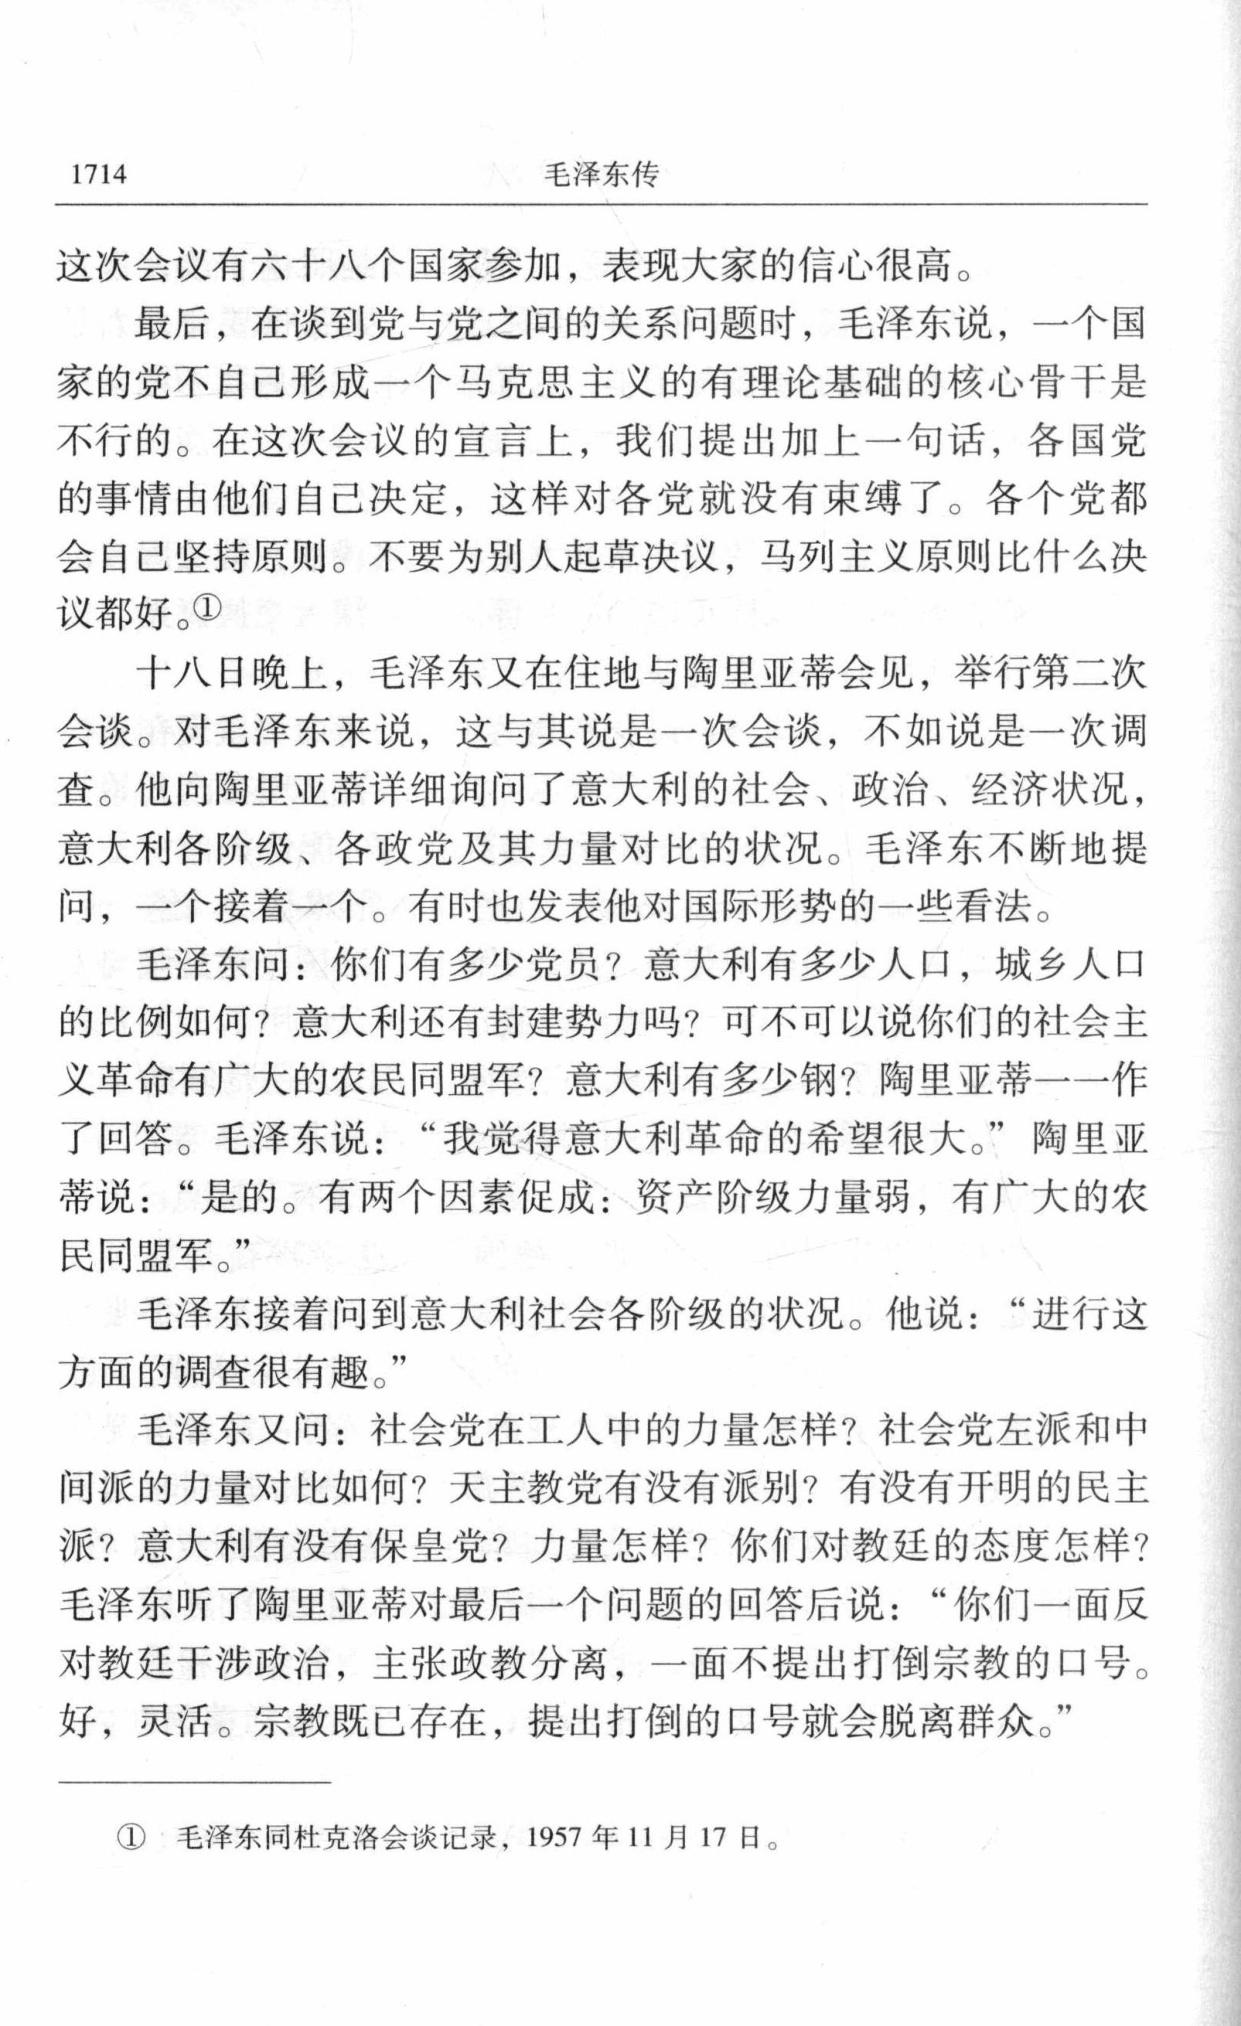 1714
毛泽东传
这次会议有六十八个国家参加，表现大家的信心很高。
最后，在谈到党与党之间的关系问题时，毛泽东说，一个国
家的党不自己形成一个马克思主义的有理论基础的核心骨干是
不行的。在这次会议的宣言上，我们提出加上一句话，各国党
的事情由他们自己决定，这样对各党就没有束缚了。各个党都
会自己坚持原则。不要为别人起草决议，马列主义原则比什么决
议都好。①
十八日晚上，毛泽东又在住地与陶里亚蒂会见，举行第二次
会谈。对毛泽东来说，这与其说是一次会谈，不如说是一次调
查。他向陶里亚蒂详细询问了意大利的社会、政治、经济状况，
意大利各阶级、各政党及其力量对比的状况。毛泽东不断地提
问，一个接着一个。有时也发表他对国际形势的一些看法。
毛泽东问：你们有多少党员？意大利有多少人口，城乡人口
的比例如何？意大利还有封建势力吗？可不可以说你们的社会主
义革命有广大的农民同盟军？意大利有多少钢？陶里亚蒂一一作
了回答。毛泽东说：“我觉得意大利革命的希望很大。”陶里亚
蒂说：“是的。有两个因素促成：资产阶级力量弱，有广大的农
民同盟军。”
毛泽东接着问到意大利社会各阶级的状况。他说：“进行这
方面的调查很有趣。”
毛泽东又问：社会党在工人中的力量怎样？社会党左派和中
间派的力量对比如何？天主教党有没有派别？有没有开明的民主
派？意大利有没有保皇党？力量怎样？你们对教廷的态度怎样？
毛泽东听了陶里亚蒂对最后一个问题的回答后说：“你们一面反
对教廷干涉政治，主张政教分离，一面不提出打倒宗教的口号。
好，灵活。宗教既已存在，提出打倒的口号就会脱离群众。”
① 毛泽东同杜克洛会谈记录，1957年11月17日。